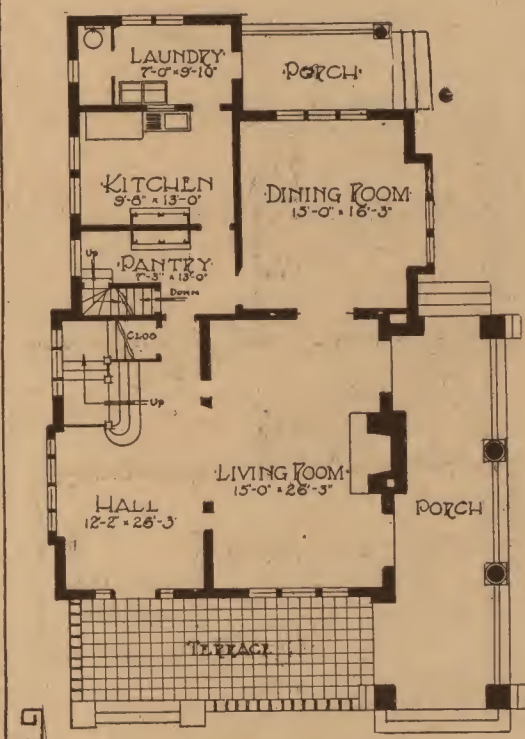 LAUNDRY
7'-0" × 9'-10"
PORCH
KITCHEN
9'-8" × 13'-0"
DINING ROOM
15'-0" × 16'-3"
UP
PANTRY
7'-3" × 13'-0"
DOWN
CLOS
UP
LIVING ROOM
15'-0" × 26'-3"
HALL
12'-2" × 26'-3"
PORCH
TERRACE